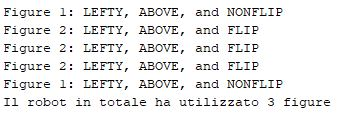 Figure 1: LEFTY, ABOVE, and NONFLIP
Figure 2: LEFTY, ABOVE, and FLIP
Figure 2: LEFTY, ABOVE, and FLIP
Figure 2: LEFTY, ABOVE, and FLIP
Figure 1: LEFTY, ABOVE, and NONFLIP
Il robot in totale ha utilizzato 3 figure